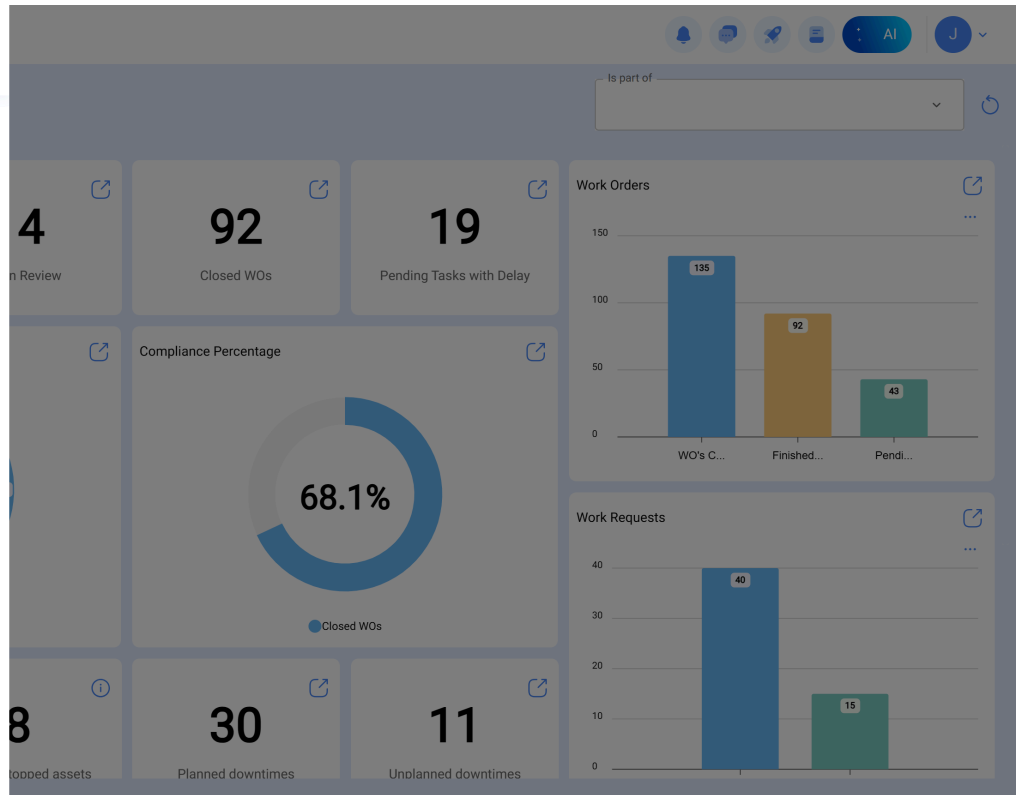 AI
J
Is part of
4
n Review
92
Closed WOs
19
Pending Tasks with Delay
Work Orders
150
100
50
0
135
92
43
WO's C...
Finished...
Pendi...
Compliance Percentage
68.1%
Closed WOs
Work Requests
40
30
20
10
0
40
15
8
topped assets
30
Planned downtimes
11
Unplanned downtimes